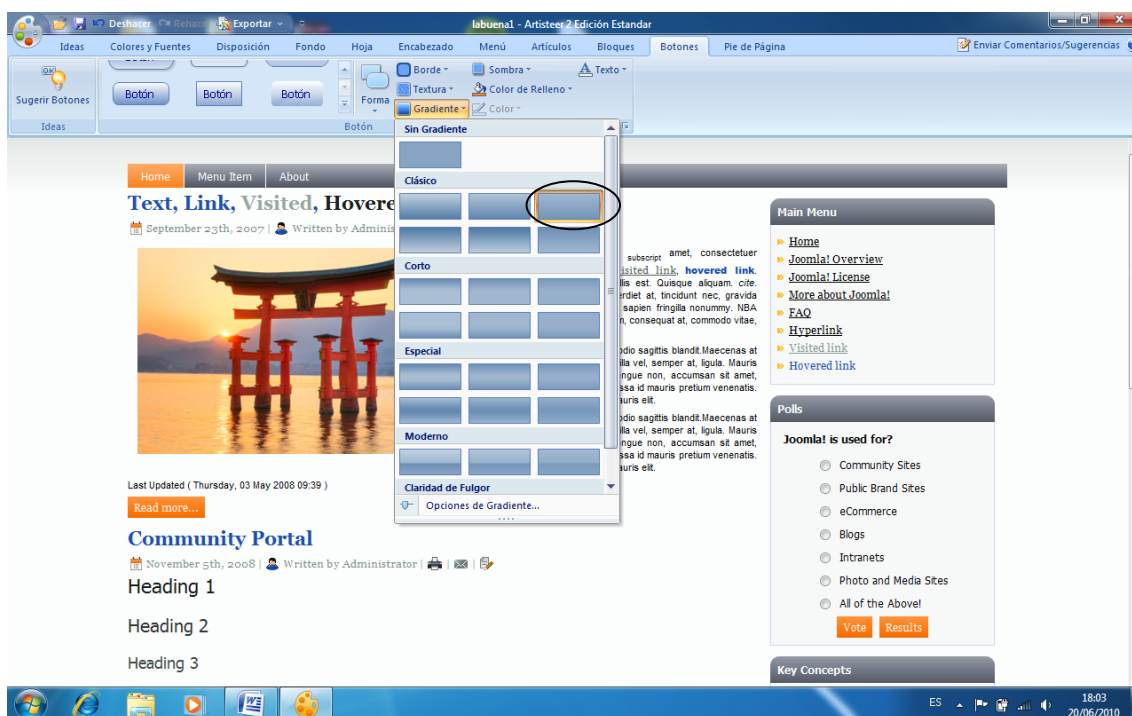 Deshacer Rehacer Exportar labuena1 - Artisteer 2 Edición Estandar
Ideas Colores y Fuentes Disposición Fondo Hoja Encabezado Menú Artículos Bloques Botones Pie de Página Enviar Comentarios/Sugerencias
OK
Sugerir Botones
Ideas
Botón Botón Botón
Botón
Forma
Borde
Textura
Gradiente
Sombra
Color de Relleno
Color
Texto
Sin Gradiente
Clásico
Corto
Especial
Moderno
Claridad de Fulgor
Opciones de Gradiente...
Home Menu Item About
Text, Link, Visited, Hovere
September 23th, 2007 | Written by Adminis
subscript amet, consectetuer
isited link, hovered link.
lis est. Quisque aliquam. cite.
rdiet at, tincidunt nec, gravida
sapien fringilla nonummy. NBA
n, consequat at, commodo vitae,
odio sagittis blandit.Maecenas at
illa vel, semper at, ligula. Mauris
ongue non, accumsan sit amet,
ssa id mauris pretium venenatis.
auris elit.
odio sagittis blandit.Maecenas at
illa vel, semper at, ligula. Mauris
ongue non, accumsan sit amet,
ssa id mauris pretium venenatis.
auris elit.
Last Updated ( Thursday, 03 May 2008 09:39 )
Read more...
Community Portal
November 5th, 2008 | Written by Administrator | | |
Heading 1
Heading 2
Heading 3
Main Menu
Home
Joomla! Overview
Joomla! License
More about Joomla!
FAQ
Hyperlink
Visited link
Hovered link
Polls
Joomla! is used for?
Community Sites
Public Brand Sites
eCommerce
Blogs
Intranets
Photo and Media Sites
All of the Above!
Vote Results
Key Concepts
ES 18:03
20/06/2010